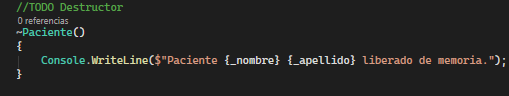 //TODO Destructor
0 referencias
~Paciente()
{
Console.WriteLine($"Paciente {_nombre} {_apellido} liberado de memoria.");
}